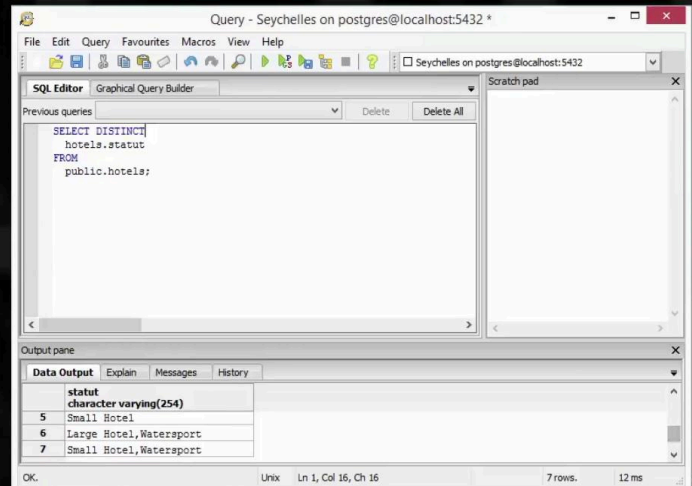 Query - Seychelles on postgres@localhost:5432 *
File Edit Query Favourites Macros View Help
Seychelles on postgres@localhost:5432
SQL Editor Graphical Query Builder
Scratch pad
Previous queries Delete Delete All
SELECT DISTINCT
hotels.statut
FROM
public.hotels;
Output pane
Data Output Explain Messages History
statut
character varying(254)
5 Small Hotel
6 Large Hotel,Watersport
7 Small Hotel,Watersport
OK. Unix Ln 1, Col 16, Ch 16 7 rows. 12 ms